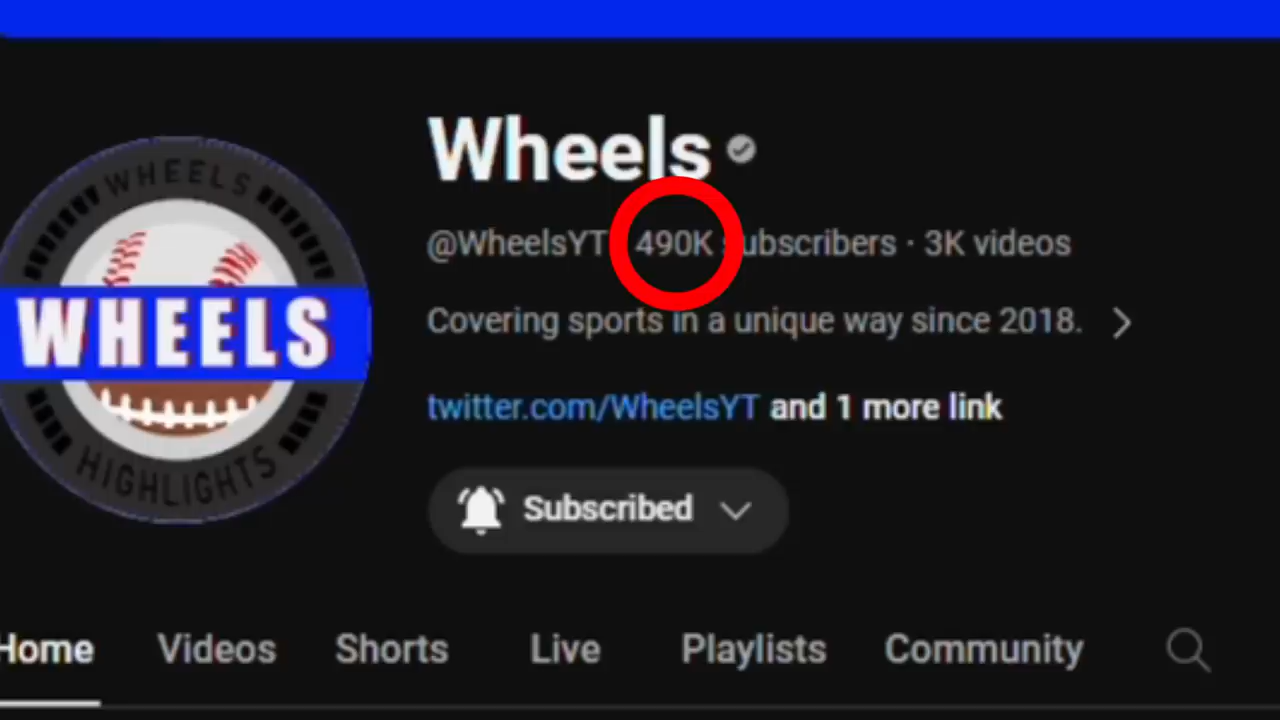 WHEELS
WHEELS
HIGHLIGHTS
Wheels
@WheelsYT 490K subscribers · 3K videos
Covering sports in a unique way since 2018.
twitter.com/WheelsYT and 1 more link
Subscribed
Home Videos Shorts Live Playlists Community